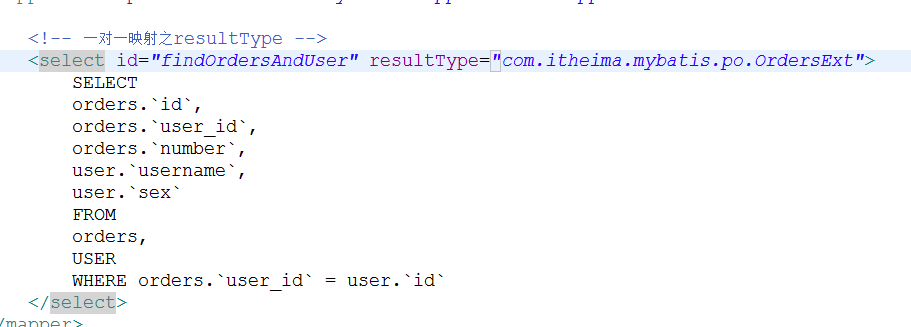 <!-- 一对一映射之resultType -->
<select id="findOrdersAndUser" resultType="com.itheima.mybatis.po.OrdersExt">
SELECT
orders.`id`,
orders.`user_id`,
orders.`number`,
user.`username`,
user.`sex`
FROM
orders,
USER
WHERE orders.`user_id` = user.`id`
</select>
/mapper>